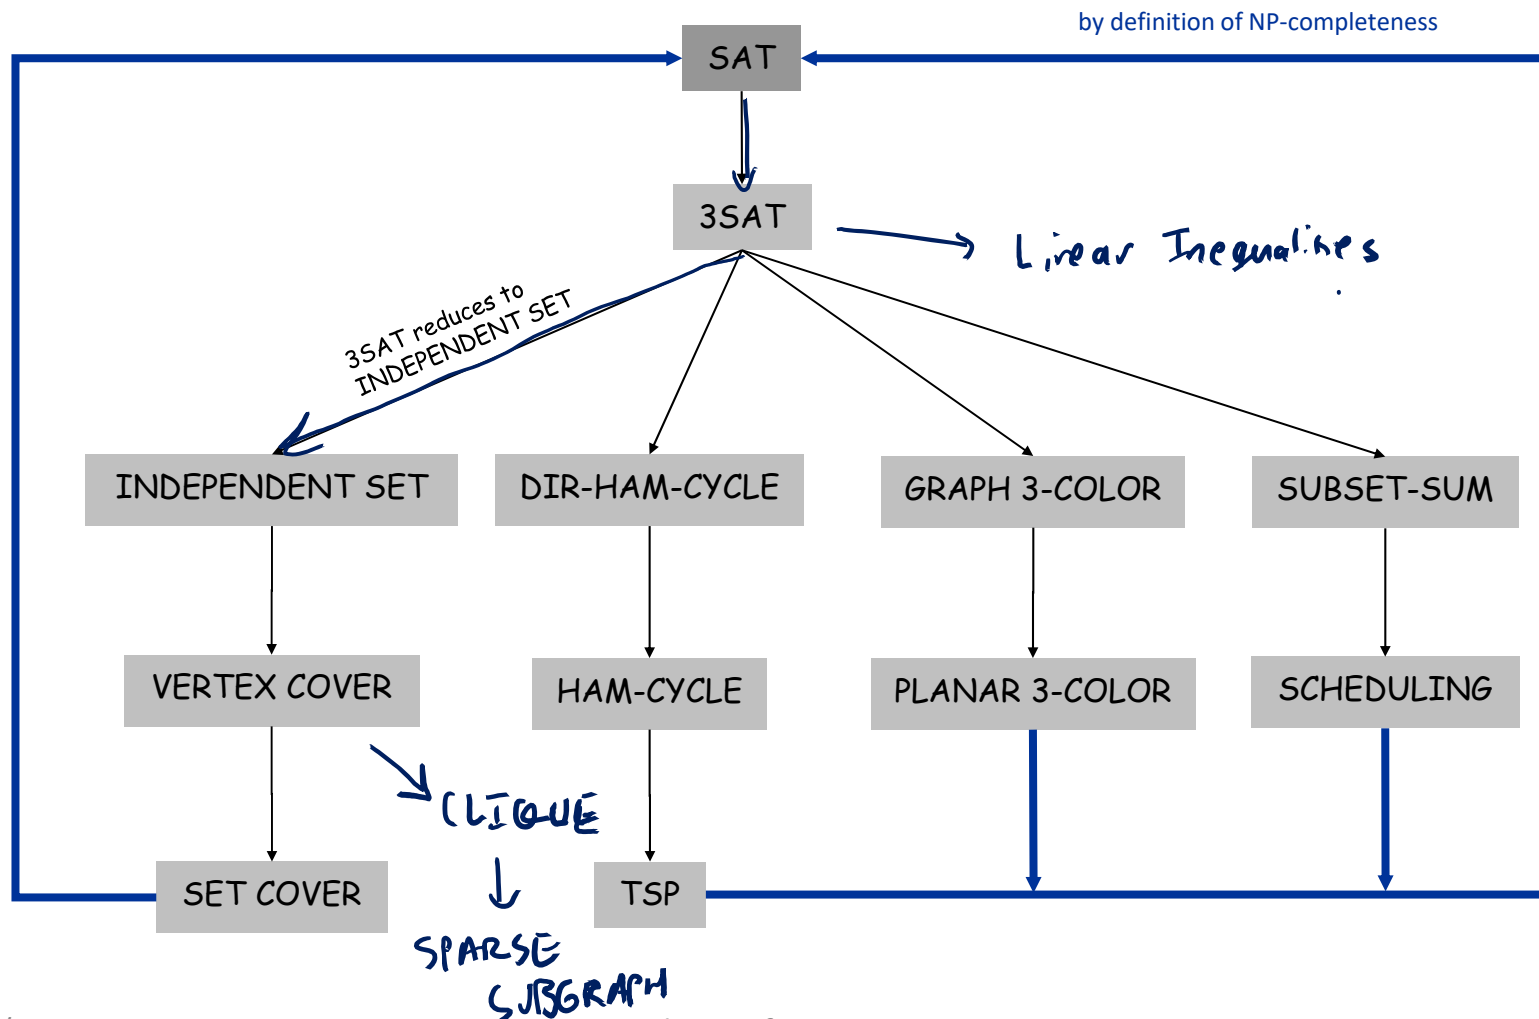 by definition of NP-completeness
SAT
3SAT
Linear Inequalities
3SAT reduces to
INDEPENDENT SET
INDEPENDENT SET
DIR-HAM-CYCLE
GRAPH 3-COLOR
SUBSET-SUM
VERTEX COVER
HAM-CYCLE
PLANAR 3-COLOR
SCHEDULING
CLIQUE
SET COVER
TSP
SPARSE
SUBGRAPH